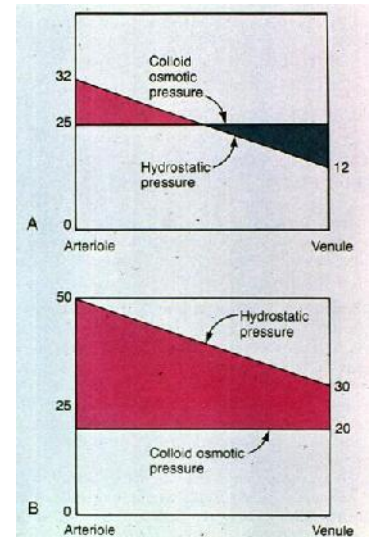 32
Colloid
osmotic
pressure
25
Hydrostatic
pressure
12
0
A
Arteriole
Venule
50
Hydrostatic
pressure
30
25
20
Colloid osmotic
pressure
0
B
Arteriole
Venule